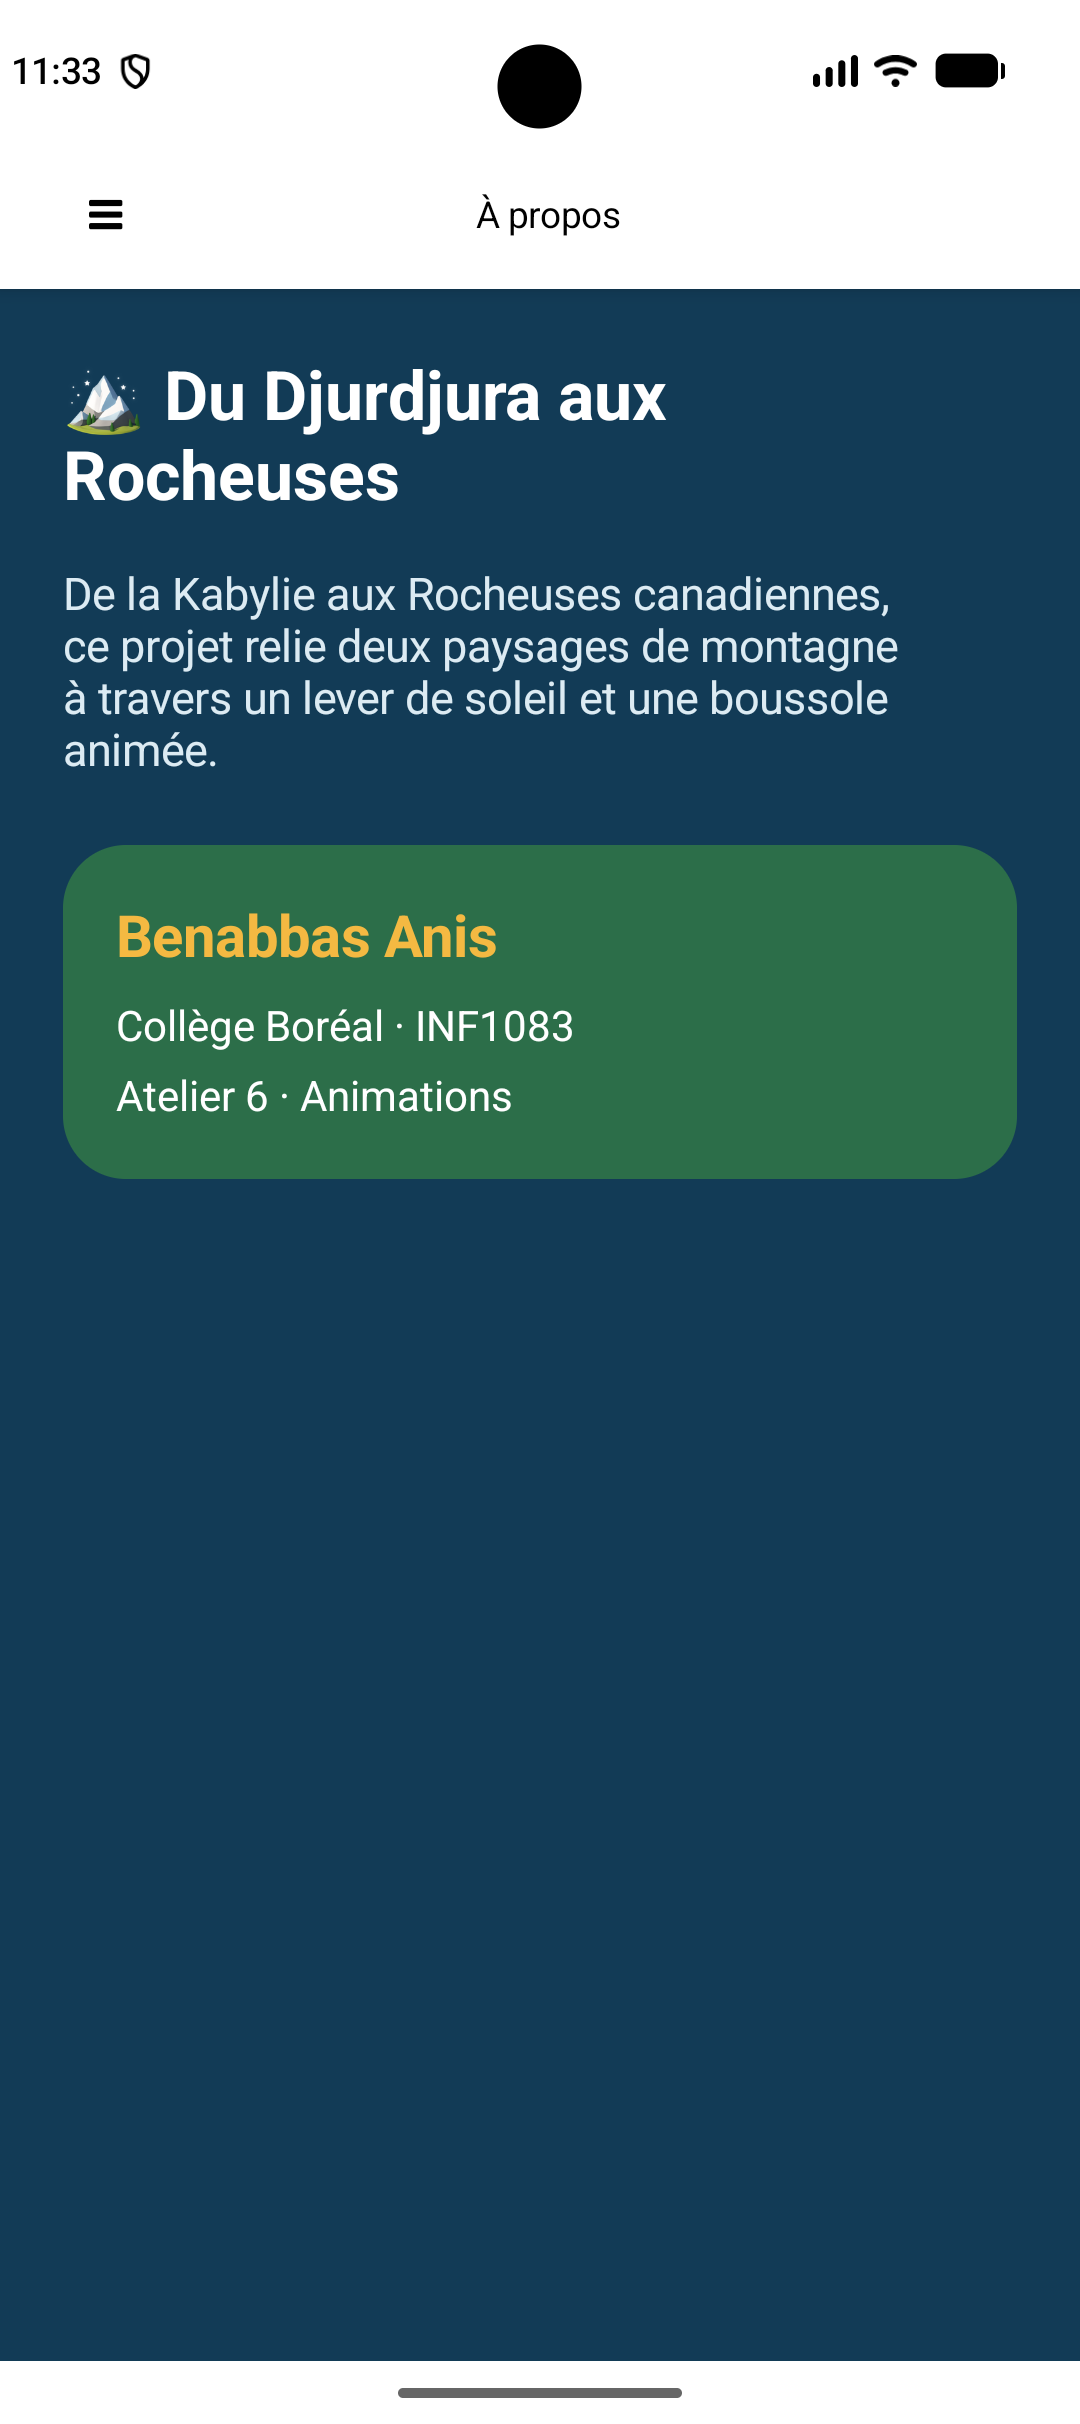 11:33
À propos
Du Djurdjura aux
Rocheuses
De la Kabylie aux Rocheuses canadiennes,
ce projet relie deux paysages de montagne
à travers un lever de soleil et une boussole
animée.
Benabbas Anis
Collège Boréal · INF1083
Atelier 6 · Animations